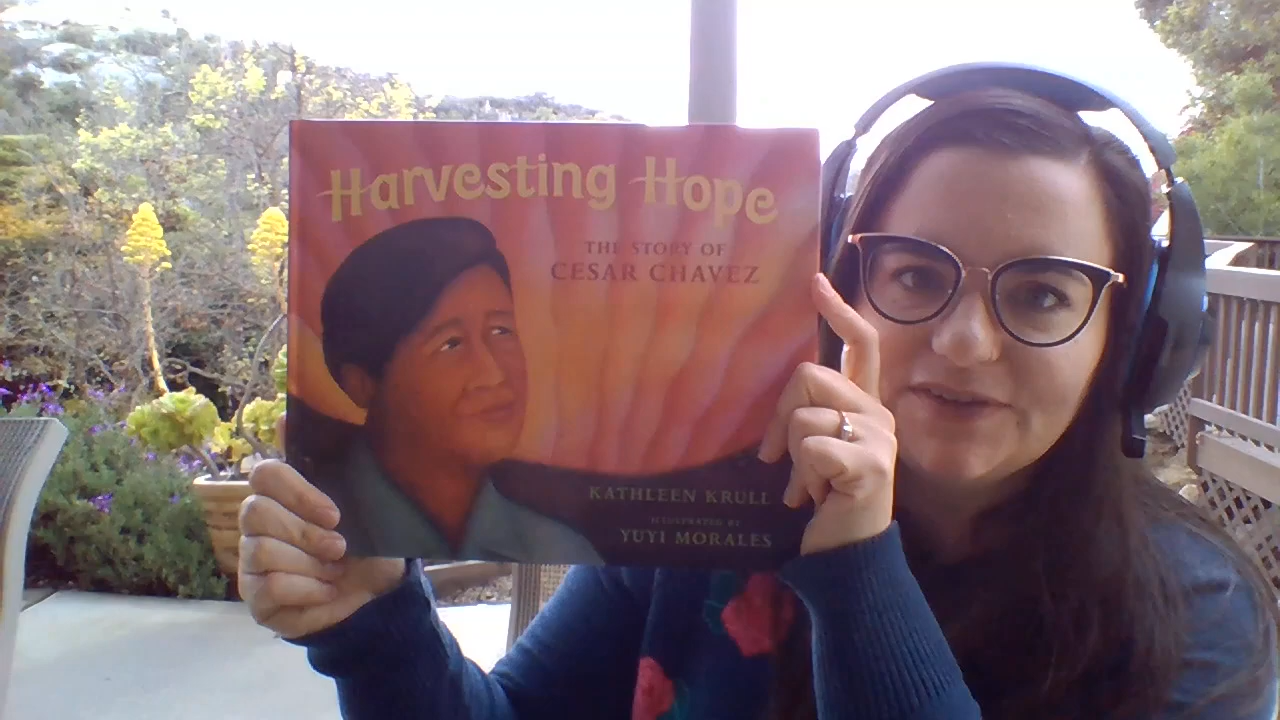 Harvesting Hope
THE STORY OF
CESAR CHAVEZ
KATHLEEN KRULL
ILLUSTRATED BY
YUYI MORALES